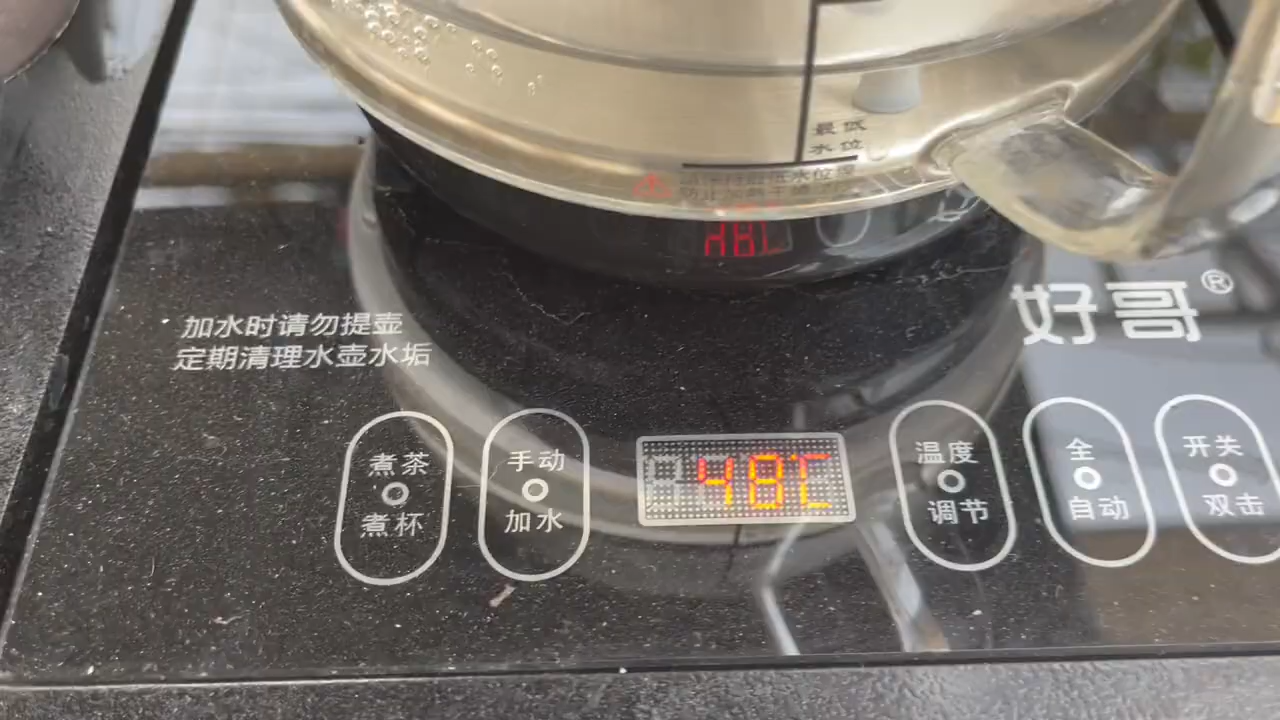 最低
水位
加水时请勿提壶
定期清理水壶水垢
好哥®
煮茶
煮杯
手动
加水
48℃
温度
调节
全
自动
开关
双击